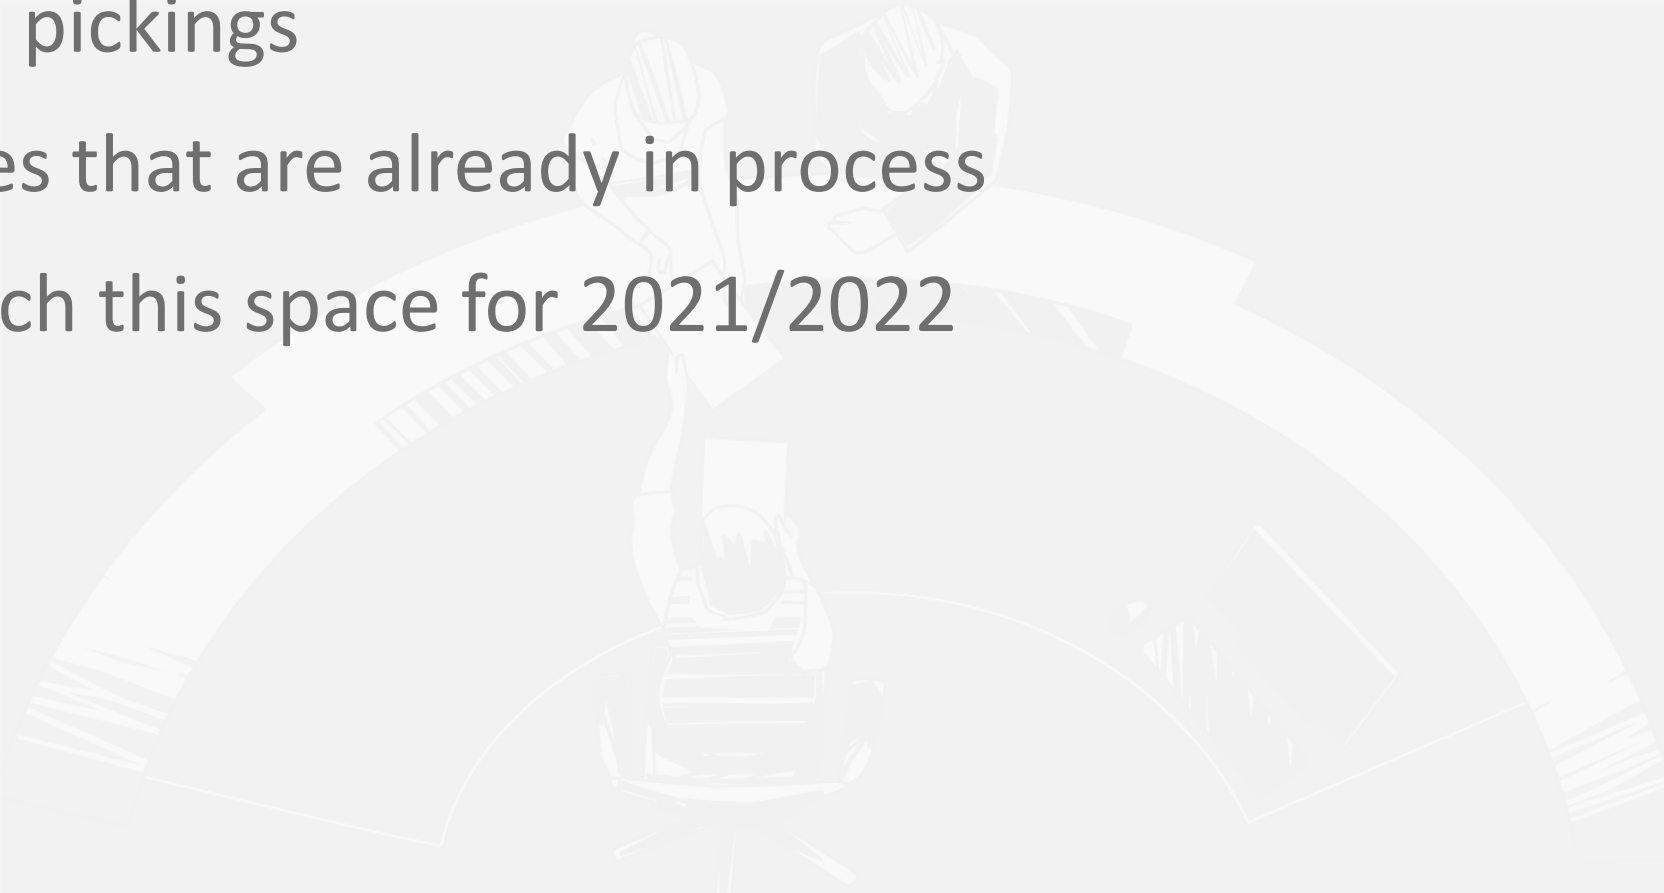 pickings
es that are already in process
ch this space for 2021/2022